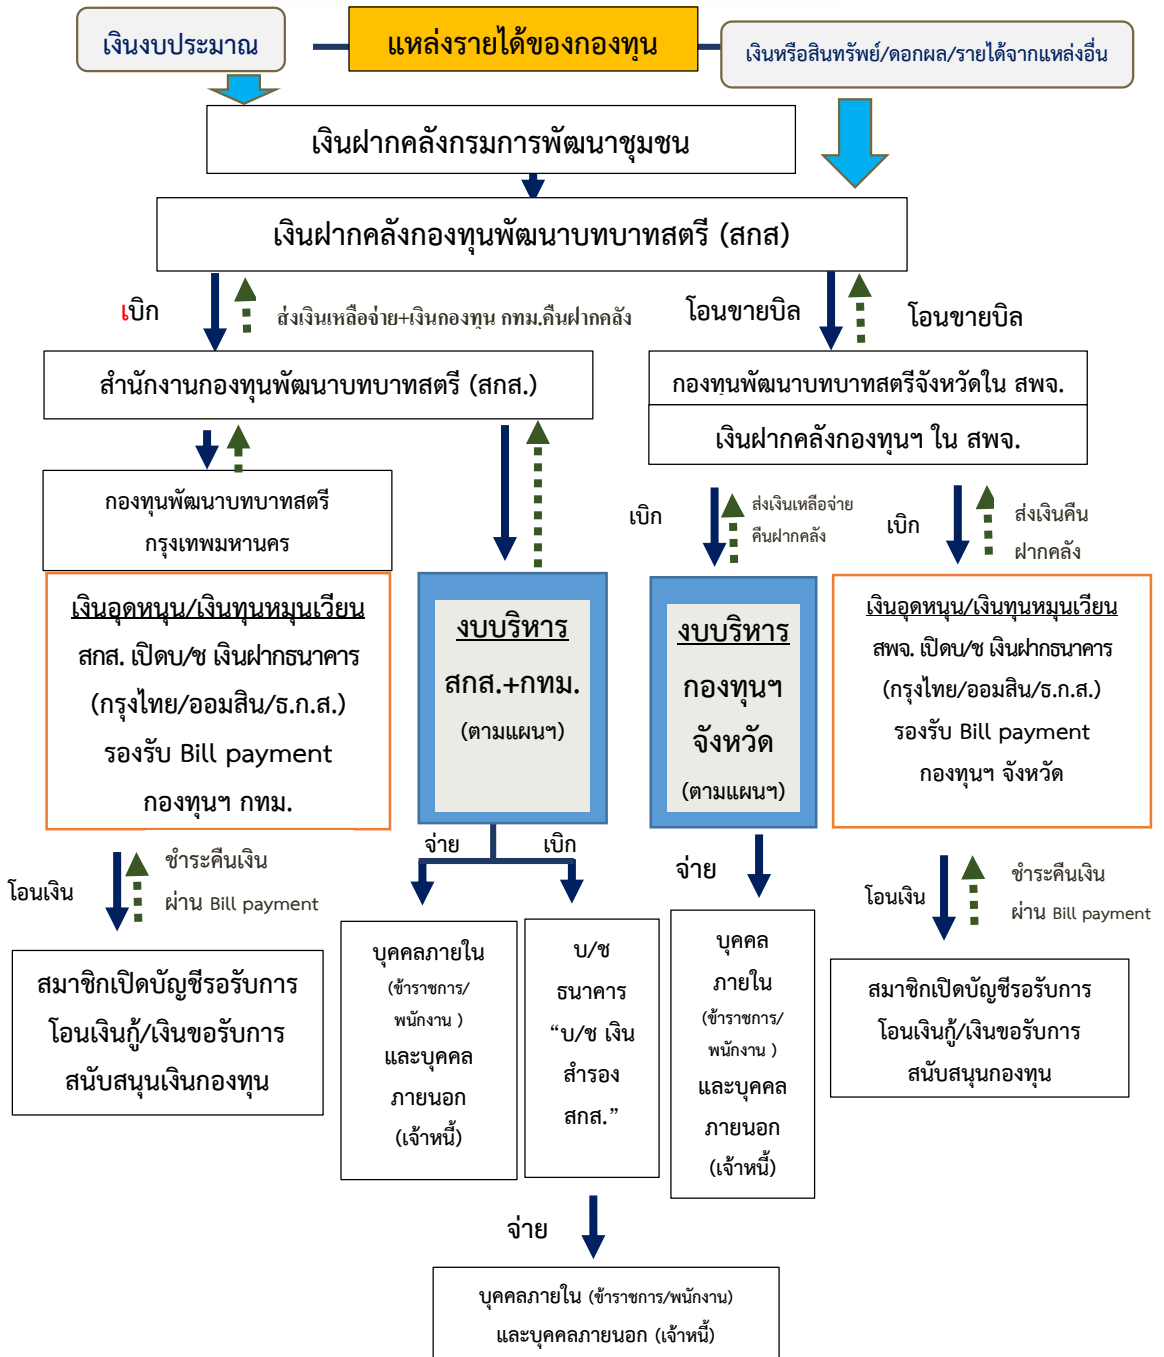 เงินงบประมาณ
แหล่งรายได้ของกองทุน
เงินหรือสินทรัพย์/ดอกผล/รายได้จากแหล่งอื่น
เงินฝากคลังกรมการพัฒนาชุมชน
เงินฝากคลังกองทุนพัฒนาบทบาทสตรี (สกส)
เบิก
ส่งเงินเหลือจ่าย+เงินกองทุน กทม.คืนฝากคลัง
โอนขายบิล
โอนขายบิล
สำนักงานกองทุนพัฒนาบทบาทสตรี (สกส.)
กองทุนพัฒนาบทบาทสตรีจังหวัดใน สพจ.
เงินฝากคลังกองทุนฯ ใน สพจ.
กองทุนพัฒนาบทบาทสตรี
กรุงเทพมหานคร
เบิก
ส่งเงินเหลือจ่าย
คืนฝากคลัง
เบิก
ส่งเงินคืน
ฝากคลัง
เงินอุดหนุน/เงินทุนหมุนเวียน
สกส. เปิดบ/ช เงินฝากธนาคาร
(กรุงไทย/ออมสิน/ธ.ก.ส.)
รองรับ Bill payment
กองทุนฯ กทม.
งบบริหาร
สกส.+กทม.
(ตามแผนฯ)
งบบริหาร
กองทุนฯ
จังหวัด
(ตามแผนฯ)
เงินอุดหนุน/เงินทุนหมุนเวียน
สพจ. เปิดบ/ช เงินฝากธนาคาร
(กรุงไทย/ออมสิน/ธ.ก.ส.)
รองรับ Bill payment
กองทุนฯ จังหวัด
โอนเงิน
ชำระคืนเงิน
ผ่าน Bill payment
จ่าย
เบิก
จ่าย
โอนเงิน
ชำระคืนเงิน
ผ่าน Bill payment
สมาชิกเปิดบัญชีรอรับการ
โอนเงินกู้/เงินขอรับการ
สนับสนุนเงินกองทุน
บุคคลภายใน
(ข้าราชการ/
พนักงาน )
และบุคคล
ภายนอก
(เจ้าหนี้)
บ/ช
ธนาคาร
“บ/ช เงิน
สำรอง
สกส.”
บุคคล
ภายใน
(ข้าราชการ/
พนักงาน )
และบุคคล
ภายนอก
(เจ้าหนี้)
สมาชิกเปิดบัญชีรอรับการ
โอนเงินกู้/เงินขอรับการ
สนับสนุนกองทุน
จ่าย
บุคคลภายใน (ข้าราชการ/พนักงาน)
และบุคคลภายนอก (เจ้าหนี้)